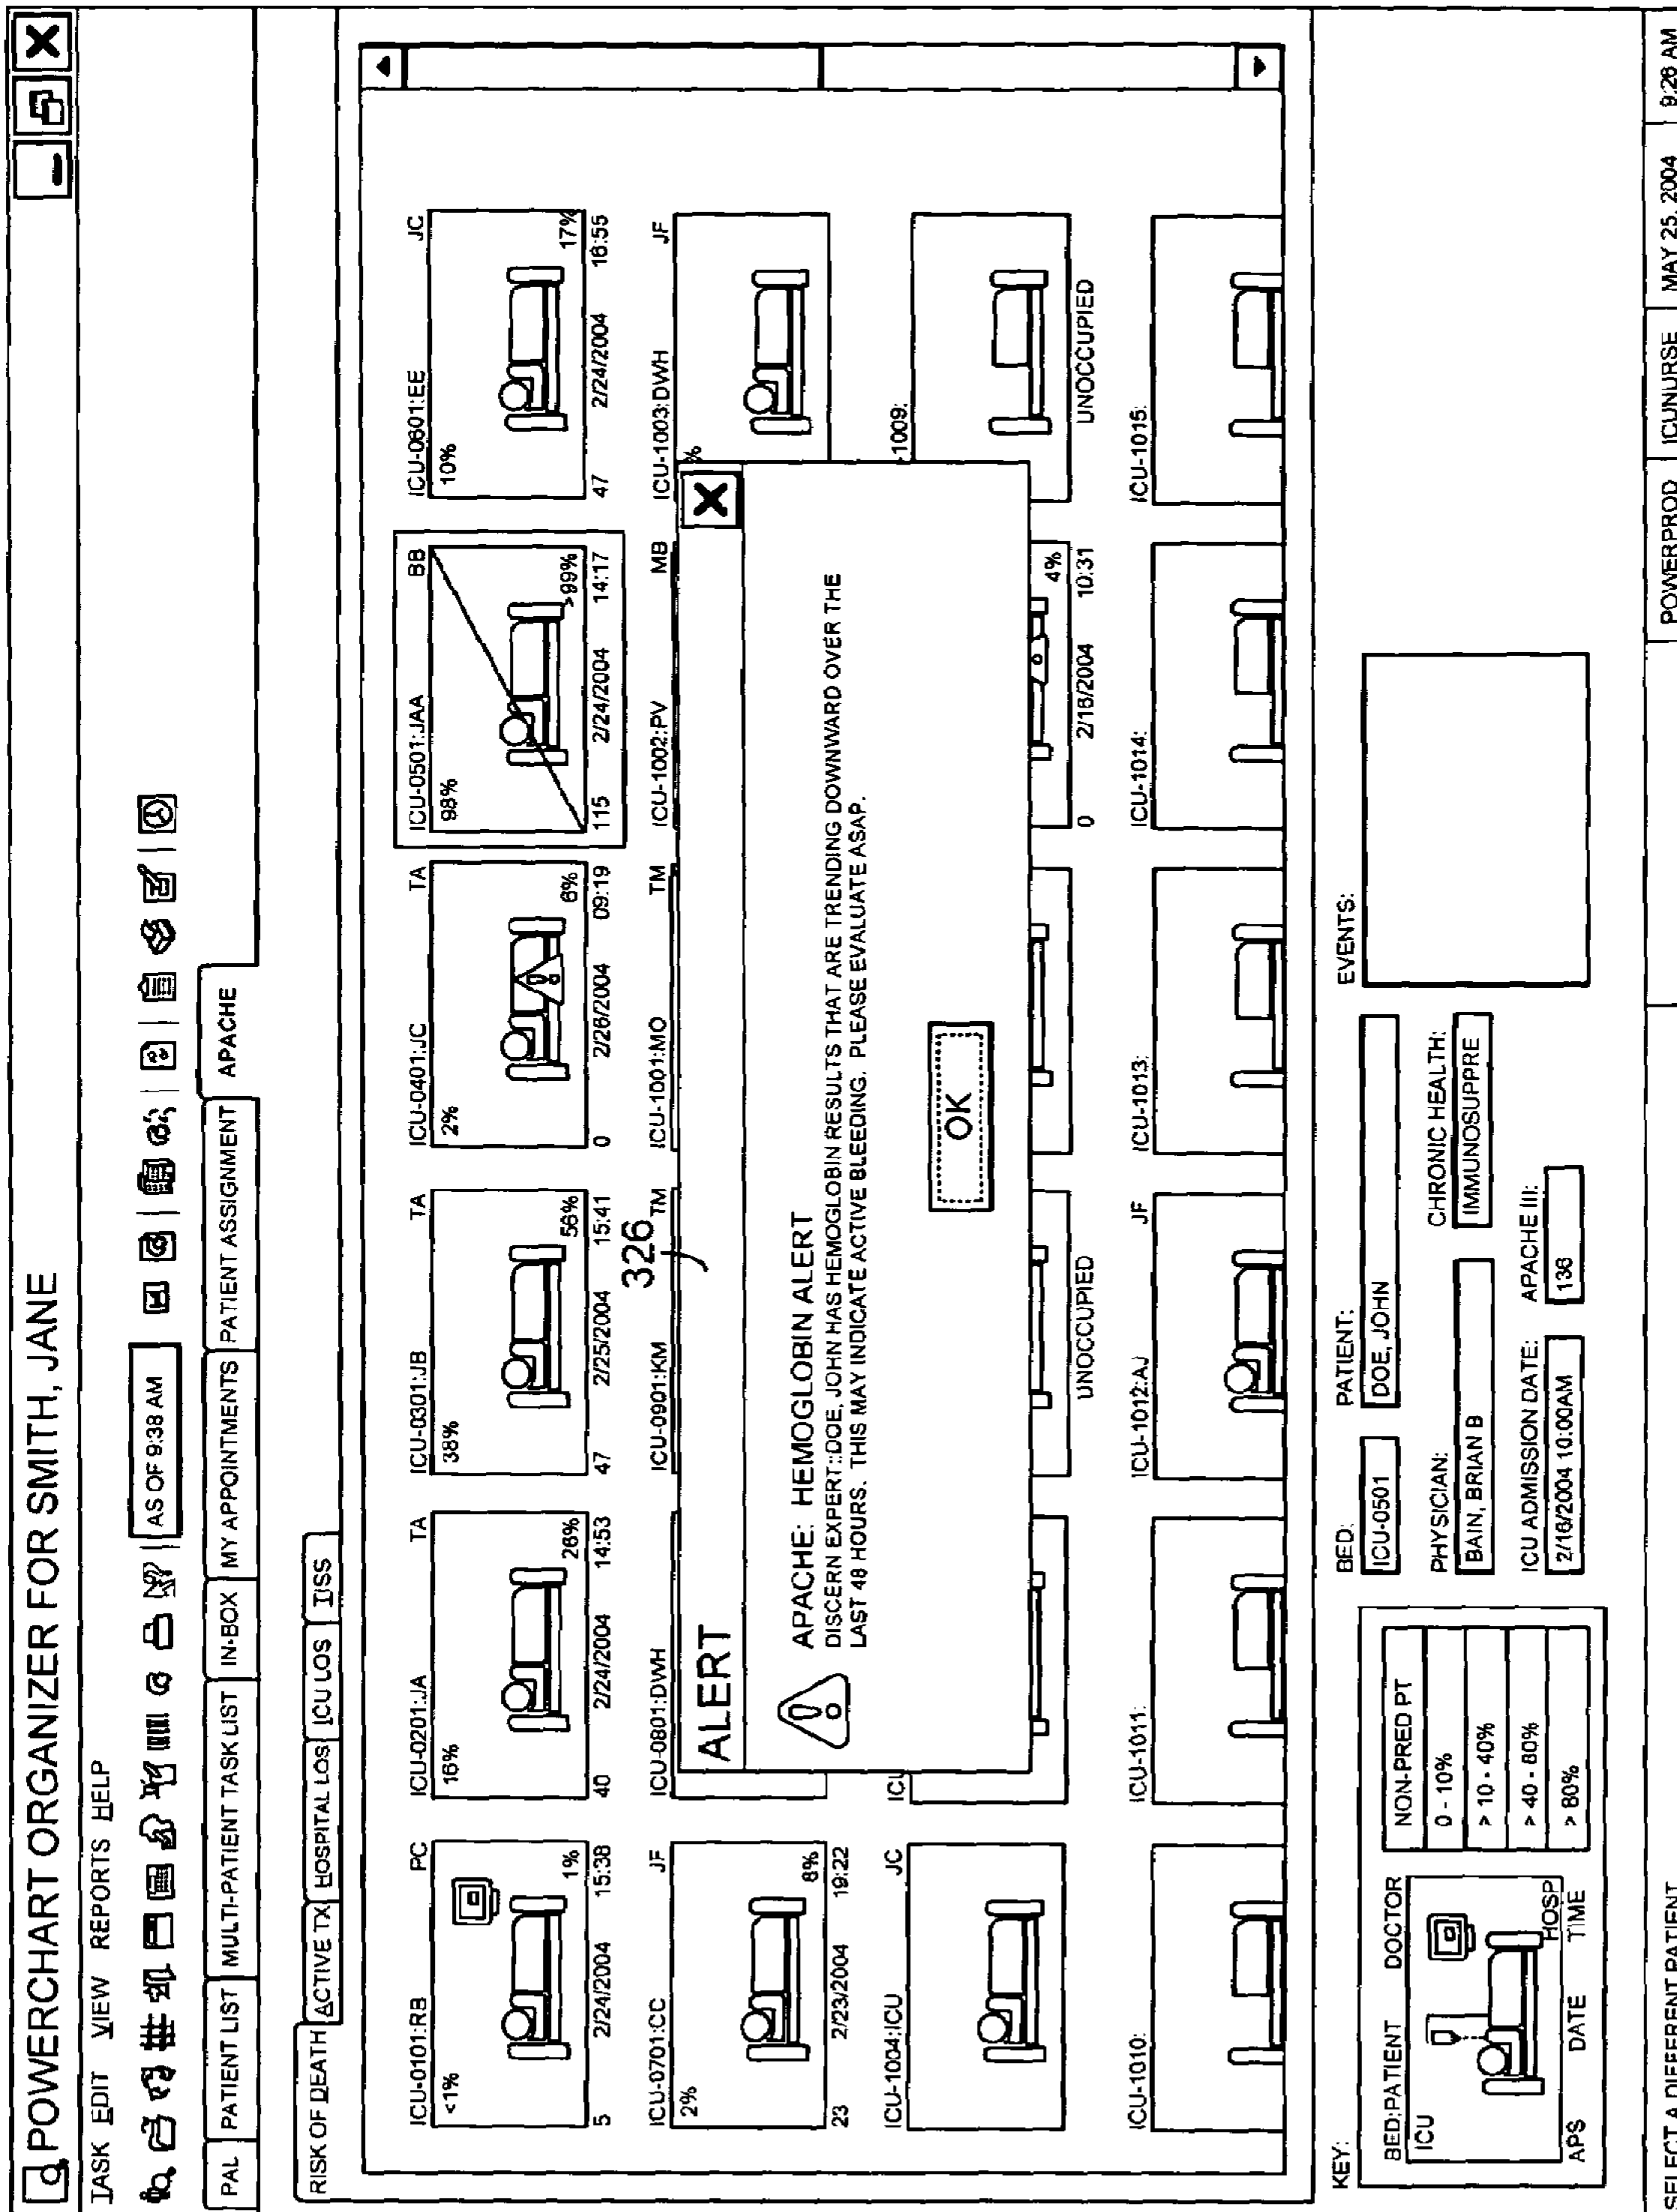 POWERCHART ORGANIZER FOR SMITH, JANE
TASK EDIT VIEW REPORTS HELP
AS OF 9:38 AM
PAL PATIENT LIST MULTI-PATIENT TASK LIST IN-BOX MY APPOINTMENTS PATIENT ASSIGNMENT APACHE
RISK OF DEATH ACTIVE TX HOSPITAL LOS ICU LOS TISS
ICU-0101:RB PC ICU-0201:JA TA ICU-0301:JB TA ICU-0401:JC TA ICU-0501:JAA BB ICU-0601:EE JC
<1% 16% 38% 2% 98% 10%
1% 26% 56% 6% >99% 17%
5 2/24/2004 15:38 40 2/24/2004 14:53 47 2/25/2004 15:41 0 2/26/2004 09:19 115 2/24/2004 14:17 47 2/24/2004 16:55
326
ICU-0701:CC JF ICU-0801:DWH ICU-0901:KM TM ICU-1001:MO TM ICU-1002:PV MB ICU-1003:DWH JF
2% %
8%
23 2/23/2004 19:22
ALERT
APACHE: HEMOGLOBIN ALERT
DISCERN EXPERT::DOE, JOHN HAS HEMOGLOBIN RESULTS THAT ARE TRENDING DOWNWARD OVER THE
LAST 48 HOURS. THIS MAY INDICATE ACTIVE BLEEDING. PLEASE EVALUATE ASAP.
OK
ICU-1004:ICU JC ICU -1009:
4%
UNOCCUPIED 0 2/16/2004 10:31 UNOCCUPIED
ICU-1010: ICU-1011: ICU-1012:AJ JF ICU-1013: ICU-1014: ICU-1015:
KEY:
BED:PATIENT DOCTOR
ICU
HOSP
APS DATE TIME
NON-PRED PT
0 - 10%
> 10 - 40%
> 40 - 80%
> 80%
BED: PATIENT: EVENTS:
ICU-0501 DOE, JOHN
PHYSICIAN: CHRONIC HEALTH:
BAIN, BRIAN B IMMUNOSUPPRE
ICU ADMISSION DATE: APACHE III:
2/16/2004 10:00AM 136
SELECT A DIFFERENT PATIENT POWERPROD ICUNURSE MAY 25, 2004 9:26 AM